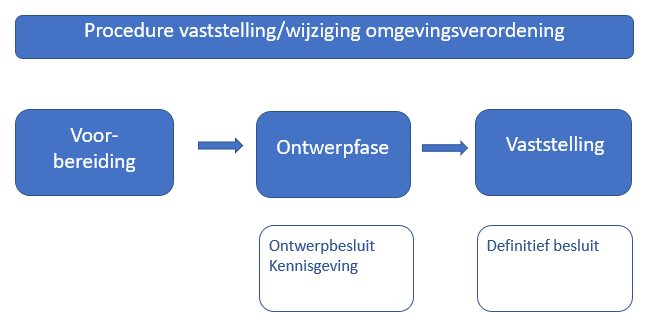 Procedure vaststelling/wijziging omgevingsverordening
Voor-
bereiding
Ontwerpfase
Vaststelling
Ontwerpbesluit
Kennisgeving
Definitief besluit